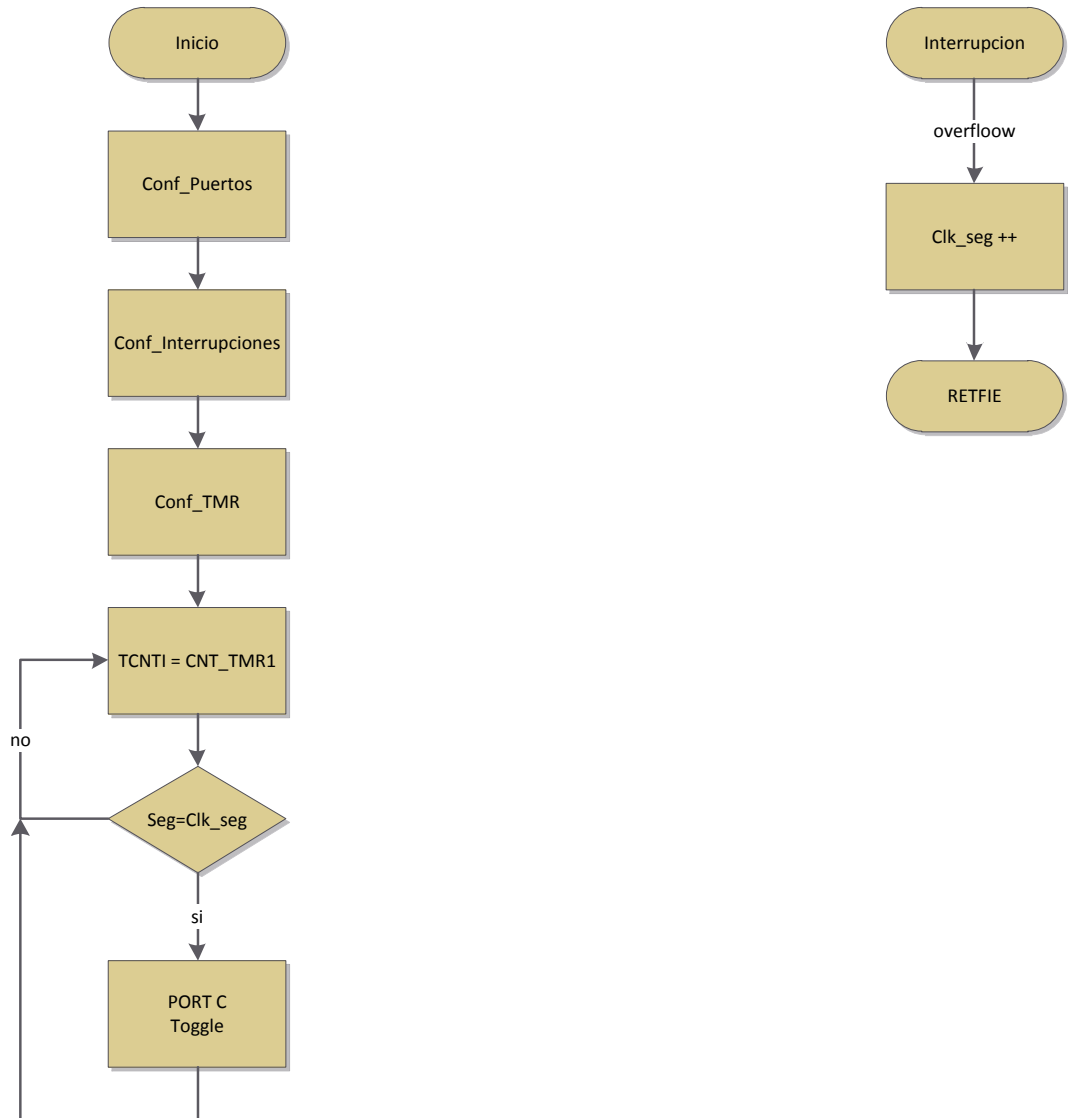 Inicio
Conf_Puertos
Conf_Interrupciones
Conf_TMR
TCNTI = CNT_TMR1
no
Seg=Clk_seg
si
PORT C
Toggle
Interrupcion
overfloow
Clk_seg ++
RETFIE